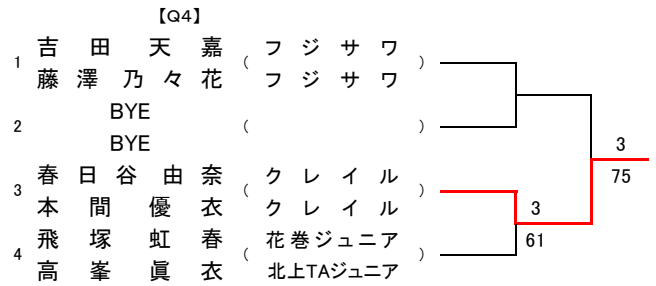 【Q4】
1 吉田天嘉 ( フジサワ )
藤澤乃々花 フジサワ
2 BYE ( )
BYE
3 春日谷由奈 ( クレイル )
本間優衣 クレイル
4 飛塚虹春 ( 花巻ジュニア )
高峯眞衣 北上TAジュニア
3
75
3
61